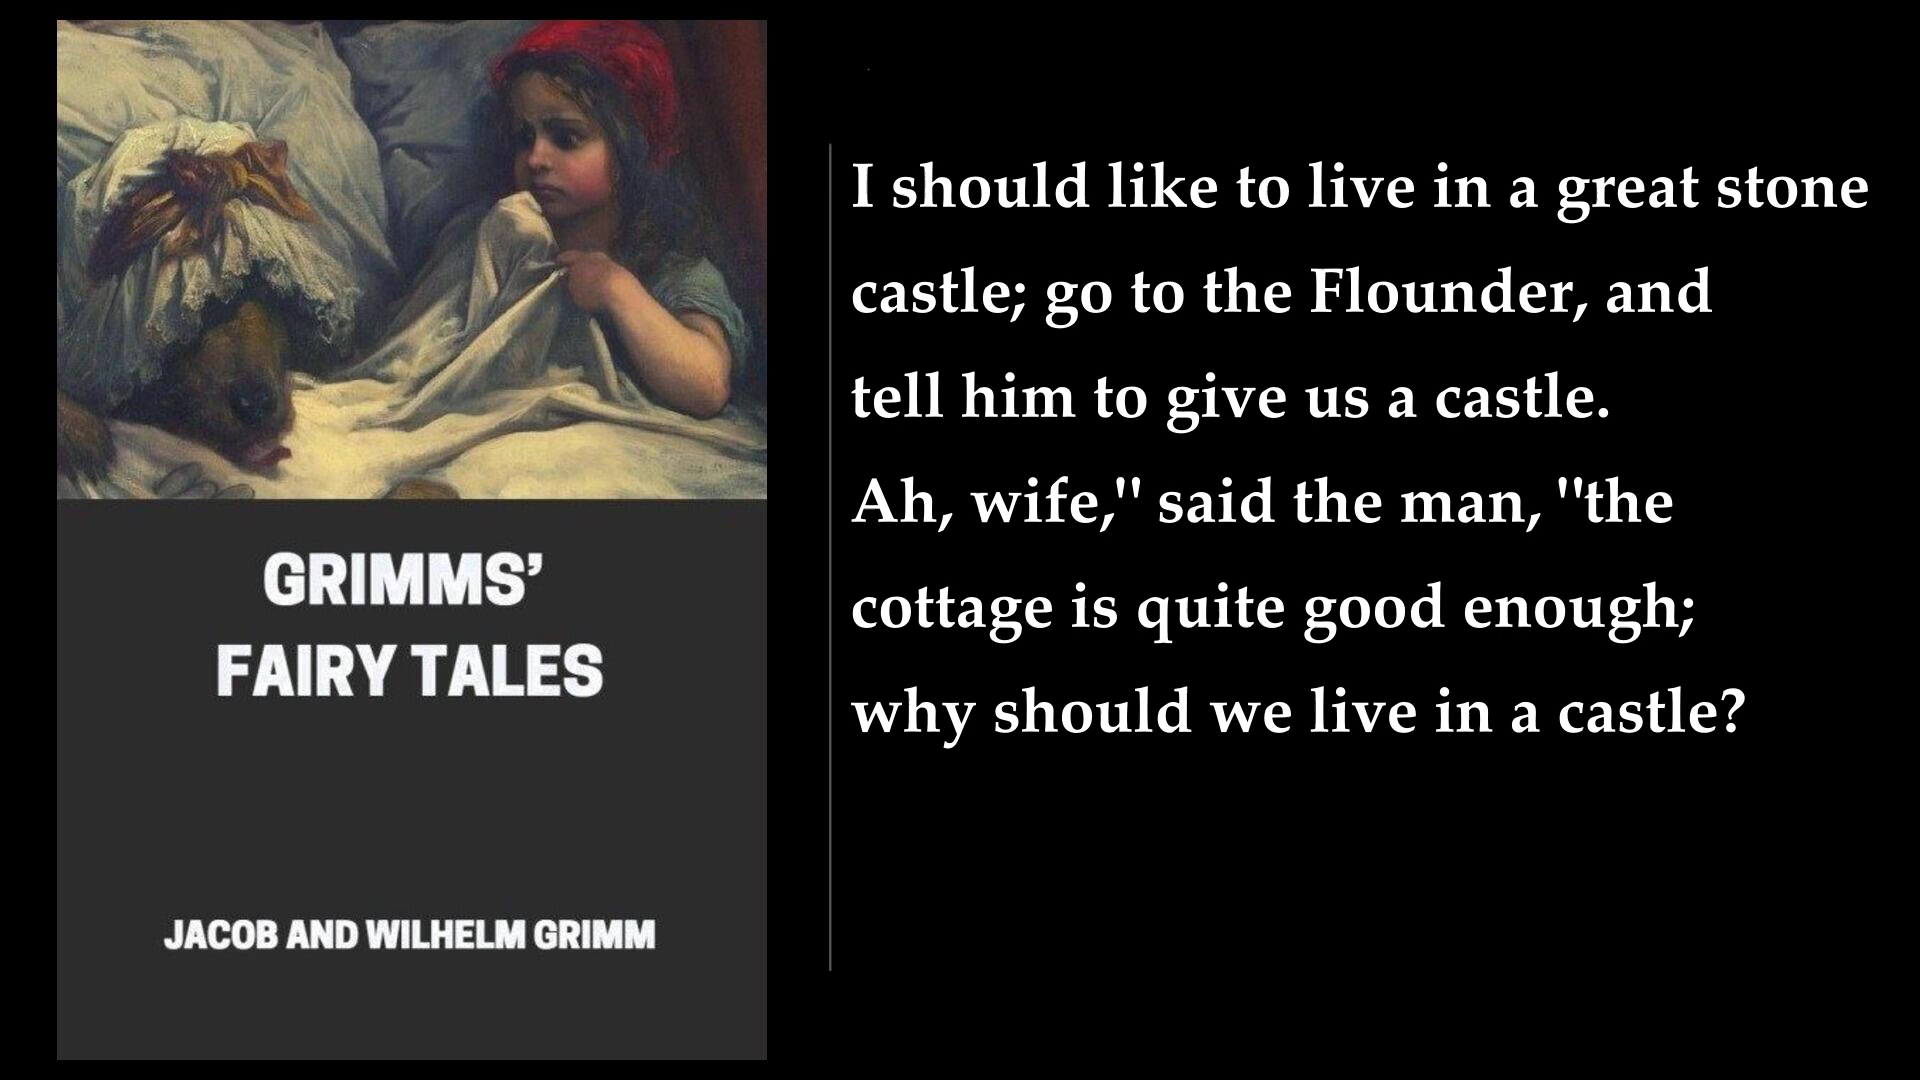 GRIMMS’
FAIRY TALES
JACOB AND WILHELM GRIMM
I should like to live in a great stone
castle; go to the Flounder, and
tell him to give us a castle.
Ah, wife," said the man, "the
cottage is quite good enough;
why should we live in a castle?